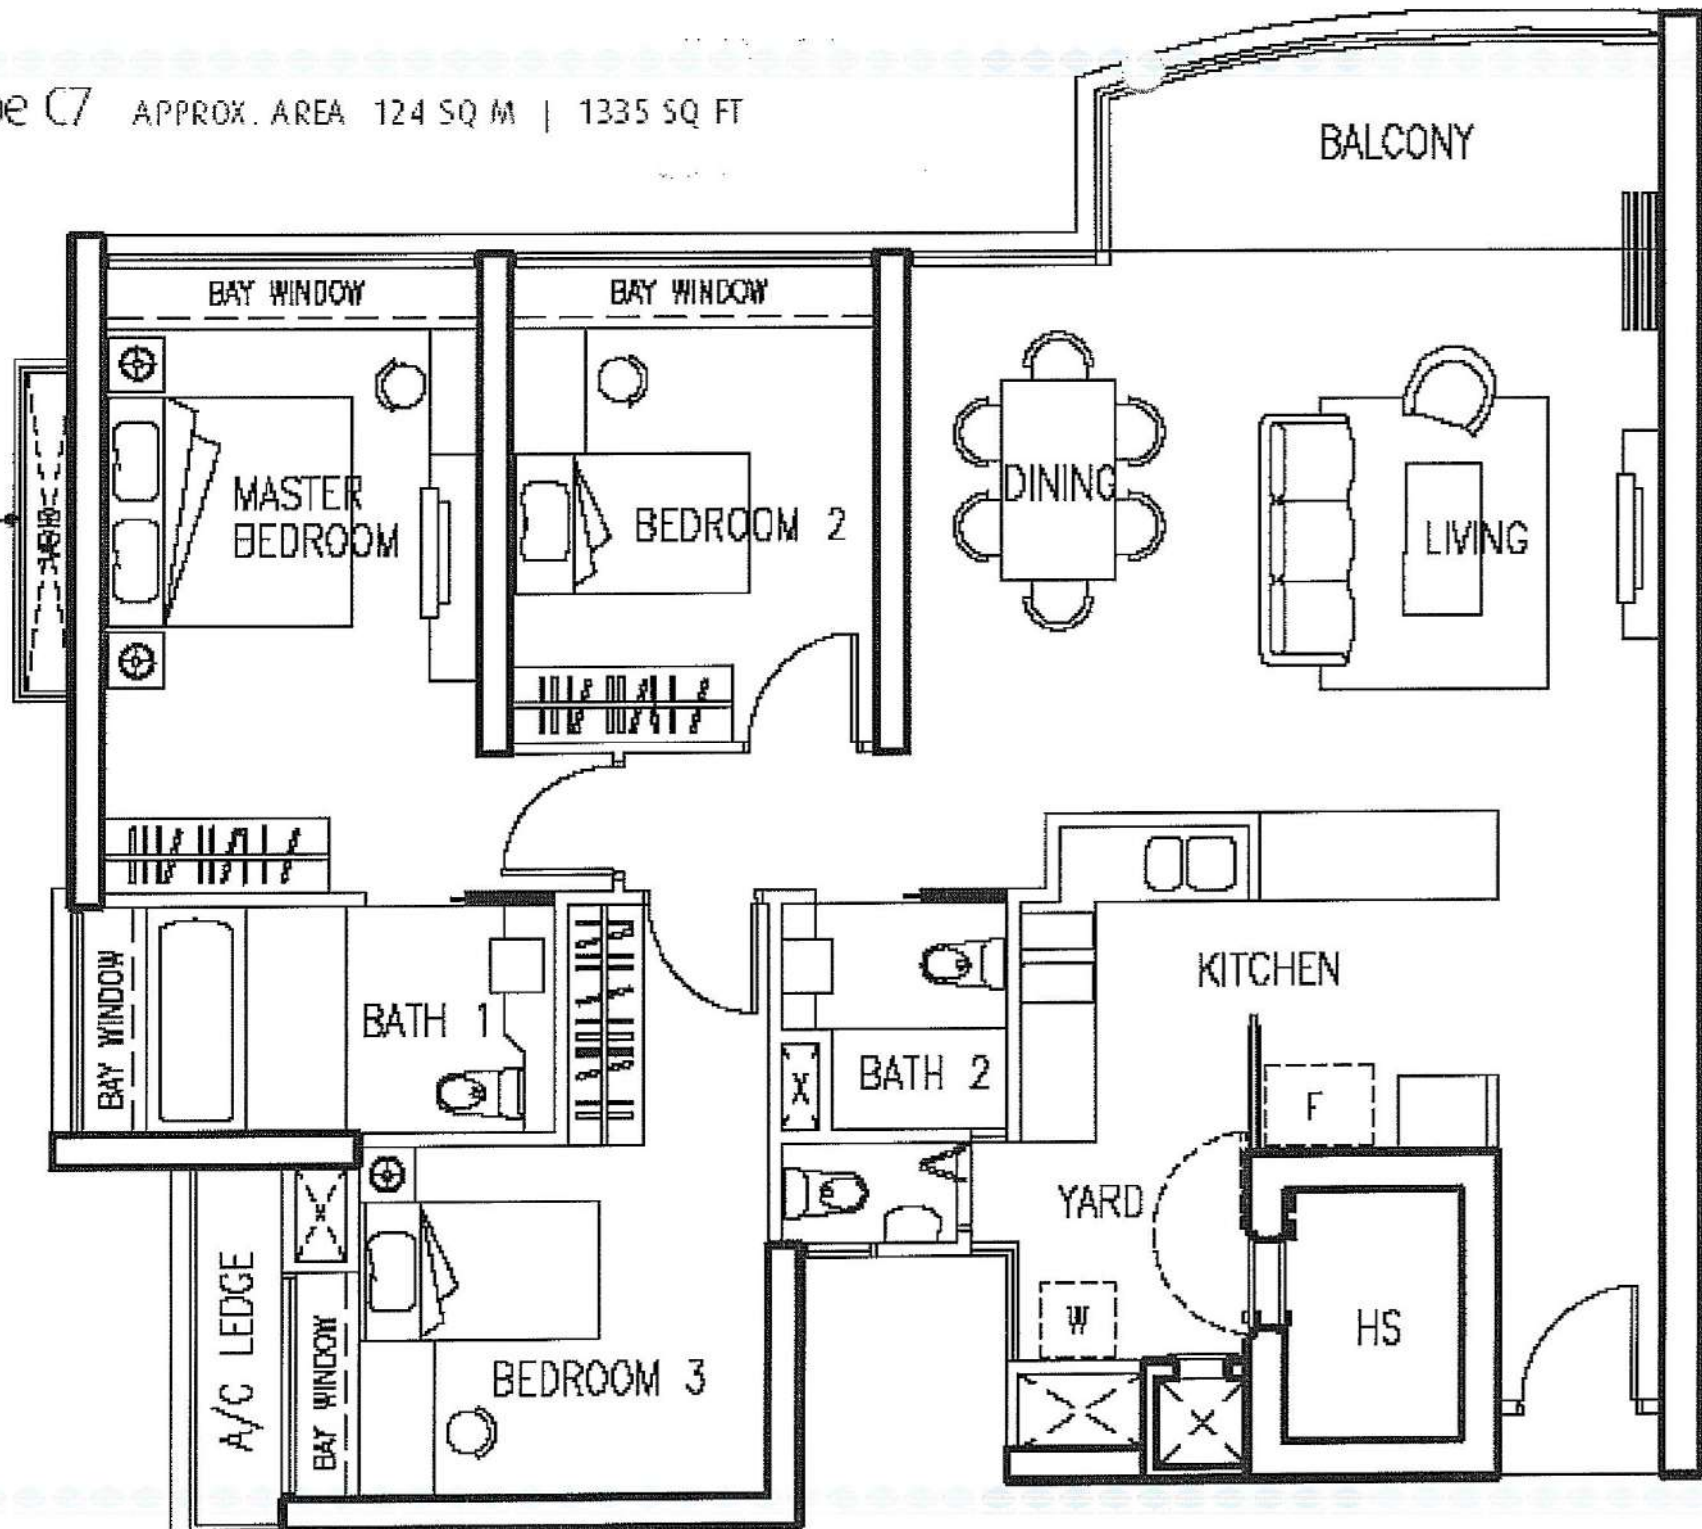 C7 APPROX. AREA 124 SQ M | 1335 SQ FT
BALCONY
BAY WINDOW
BAY WINDOW
MASTER
BEDROOM
BEDROOM 2
DINING
LIVING
BAY WINDOW
BATH 1
X
BATH 2
KITCHEN
F
YARD
A/C LEDGE
BAY WINDOW
W
HS
BEDROOM 3